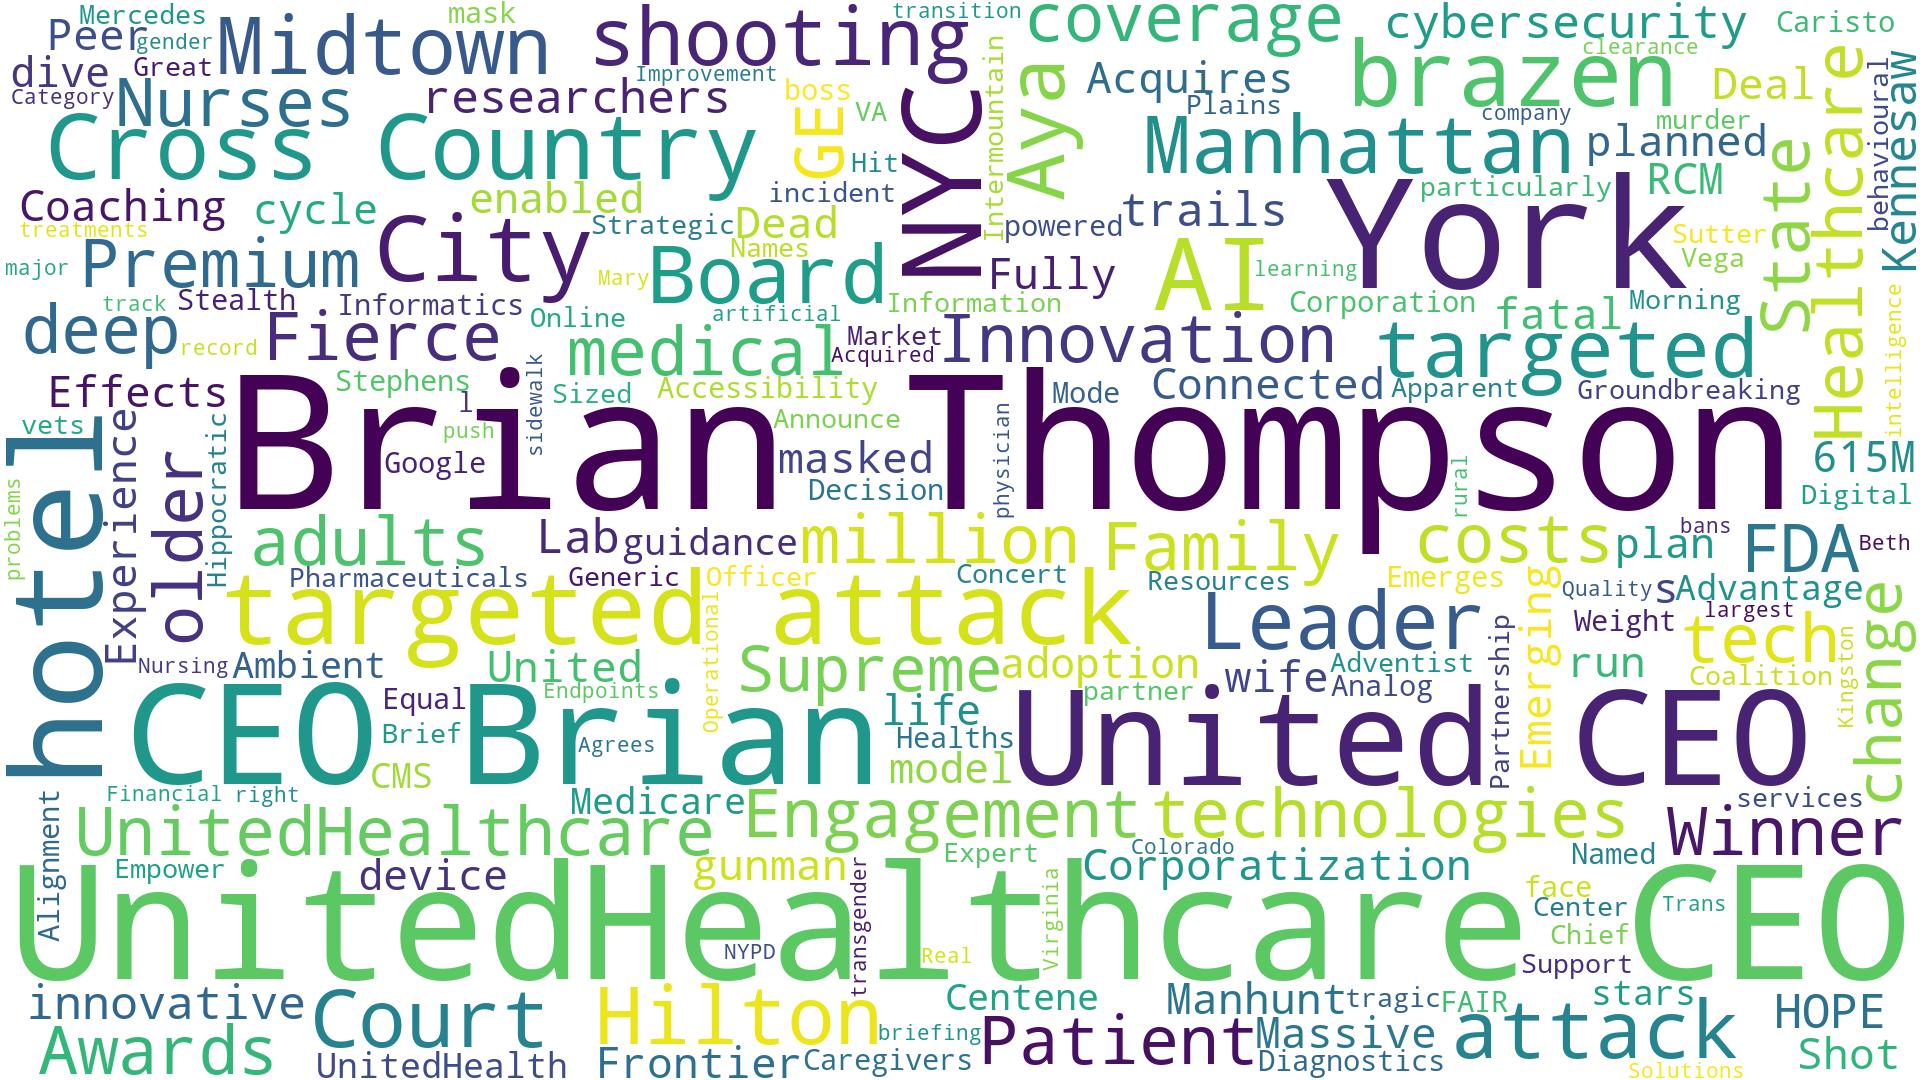 Mercedes
mask
transition
coverage
cybersecurity
Caristo
Peer
gender
Midtown
shooting
clearance
dive
Great
Improvement
Intermountain
Aya
Acquires
brazen
Deal
Healthcare
behavioural
Kennesaw
Category
Nurses
researchers
boss
GE
VA
NYC
Plains
company
murder
Cross Country
Hit
Manhattan
planned
State
Coaching
cycle
enabled
incident
trails
particularly
RCM
treatments
City
Strategic
Dead
powered
AI
York
Sutter
major
Premium
Mary
Names
Board
Fully
learning
Vega
track
Stealth
Informatics
Online
artificial
Information
Corporation
fatal
Morning
intelligence
deep
record
Fierce
medical
Market
Acquired
Innovation
targeted
Effects
Stephens
l
sidewalk
Sized
Accessibility
Mode
Connected
Apparent
Groundbreaking
hotel
vets
Experience
Hippocratic
Brian Thompson
push
Announce
physician
Google
masked
rural
615M
problems
older
Decision
Digital
adults
Lab
guidance
million
Family
costs
plan
bans
FDA
Beth
Pharmaceuticals
Generic
Officer
Concert
Resources
Emerges
Emerging
Quality
s
Advantage
change
targeted attack
Operational
Leader
Partnership
Weight
largest
tech
Nursing
Ambient
United
Supreme
adoption
wife
Adventist
run
Coalition
Kingston
CEO Brian
Equal
Endpoints
life
partner
Analog
United CEO
Brief
Agrees
Healths
CMS
model
Financial
right
Medicare
Engagement
technologies
services
Alignment
UnitedHealthcare
Winner
Empower
device
gunman
transgender
Expert
Colorado
Corporatization
Named
UnitedHealthcare CEO
Virginia
face
Center
Trans
NYPD
Real
Chief
Support
innovative
Court
Hilton
Centene
Manhunt
tragic
FAIR
stars
HOPE
Awards
briefing
Patient
Massive
attack
Shot
UnitedHealth
Frontier
Caregivers
Diagnostics
Solutions